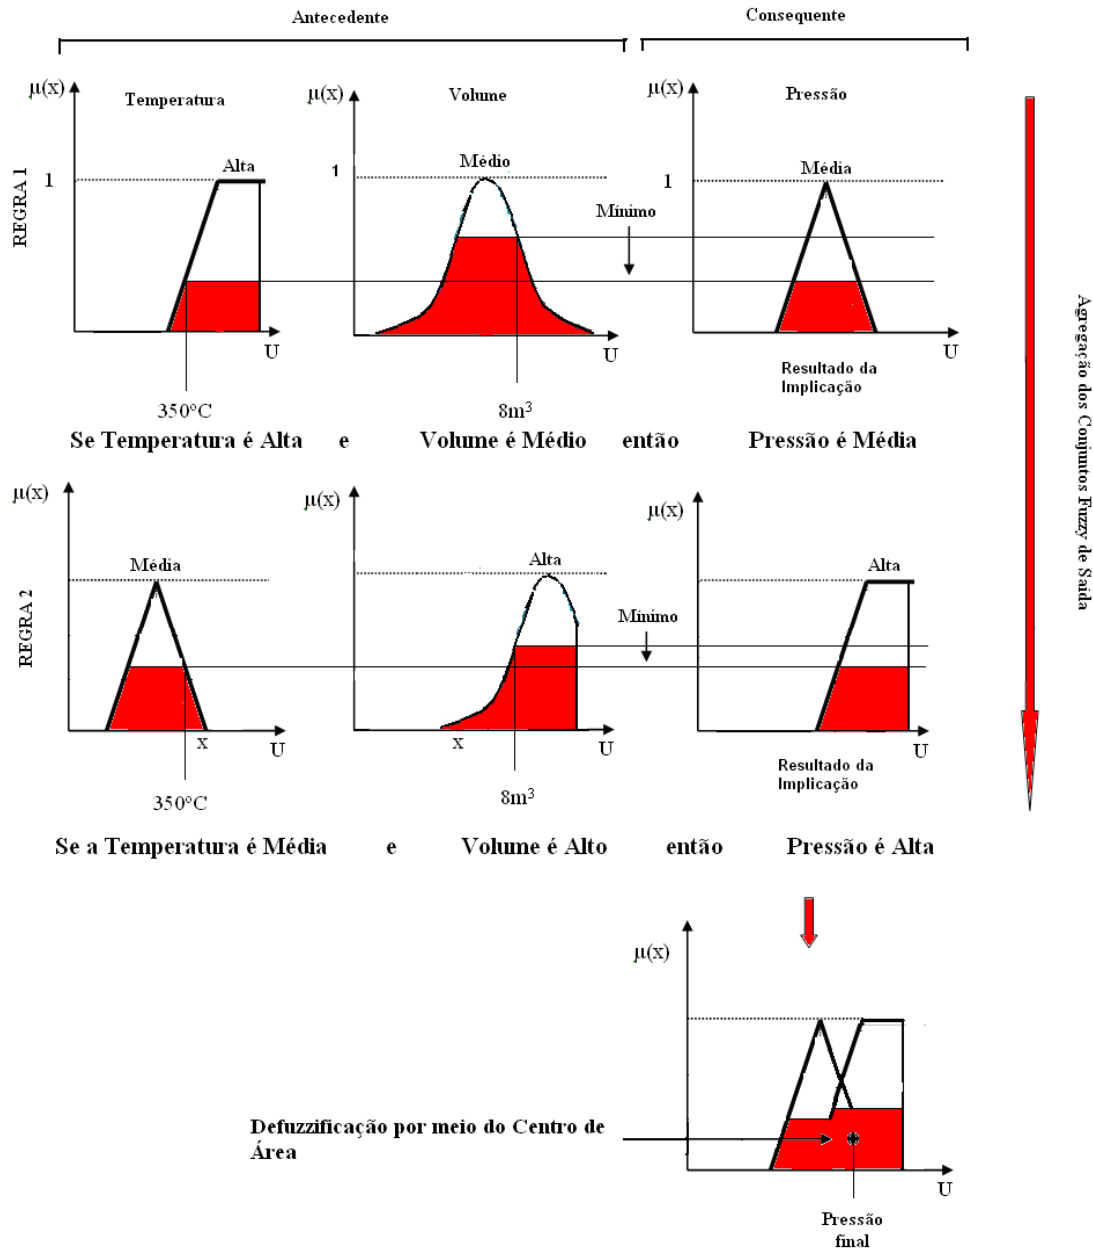 Antecedente
Consequente
μ(x)
Temperatura
μ(x)
Volume
μ(x)
Pressão
REGRA 1
1
Alta
1
Médio
Mínimo
1
Média
U
U
U
Resultado da
Implicação
350°C
8m³
Se Temperatura é Alta e Volume é Médio então Pressão é Média
Agregação dos Conjuntos Fuzzy de Saída
μ(x)
μ(x)
μ(x)
REGRA 2
Média
Alta
Mínimo
Alta
x
U
x
U
U
Resultado da
Implicação
350°C
8m³
Se a Temperatura é Média e Volume é Alto então Pressão é Alta
μ(x)
Defuzzificação por meio do Centro de
Área
U
Pressão
final